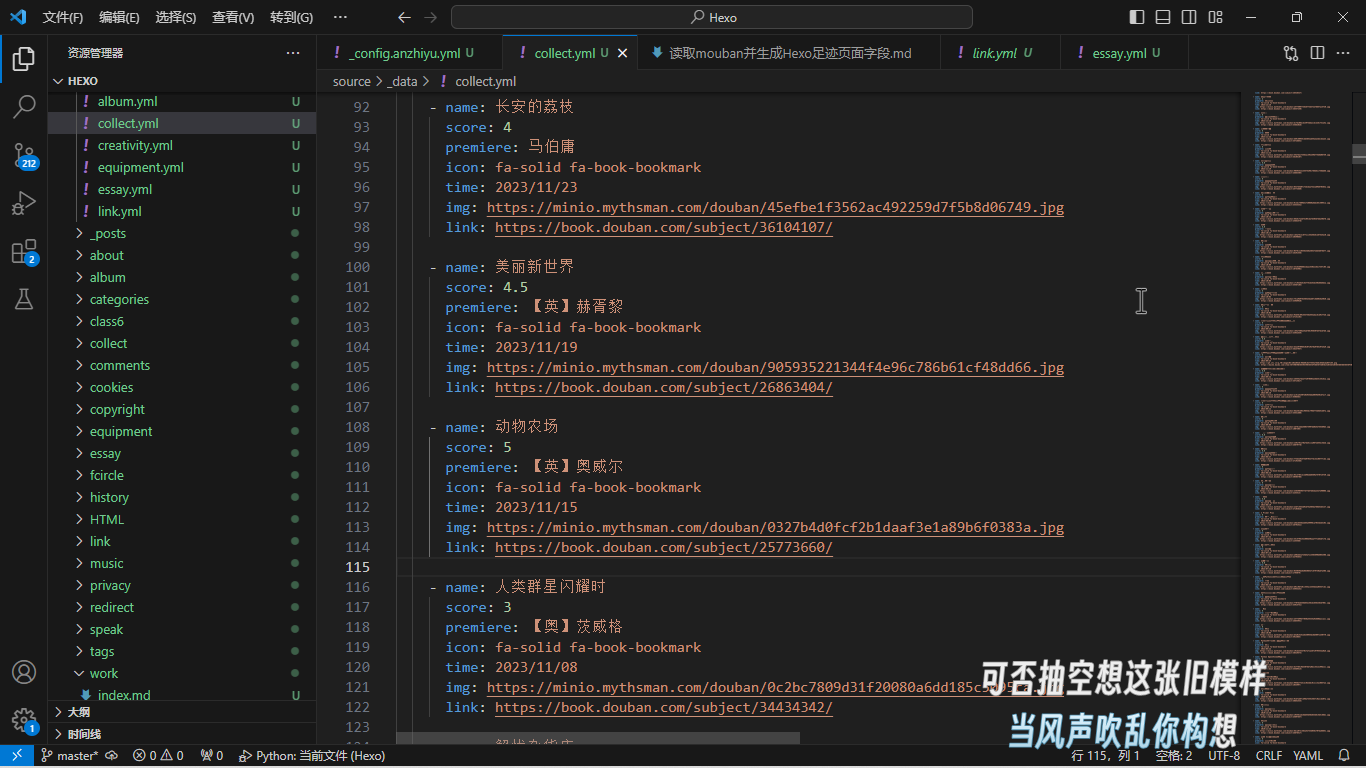 文件(F) 编辑(E) 选择(S) 查看(V) 转到(G) ··· Hexo
资源管理器 ···
_config.anzhiyu.yml U collect.yml U 读取mouban并生成Hexo足迹页面字段.md link.yml U essay.yml U
HEXO
source > _data > ! collect.yml
! album.yml U
! collect.yml U
! creativity.yml U
! equipment.yml U
! essay.yml U
! link.yml U
_posts
about
album
categories
class6
collect
comments
cookies
copyright
equipment
essay
fcircle
history
HTML
link
music
privacy
redirect
speak
tags
work
index.md U
大纲
时间线
212
2
1
92 - name: 长安的荔枝
93 score: 4
94 premiere: 马伯庸
95 icon: fa-solid fa-book-bookmark
96 time: 2023/11/23
97 img: https://minio.mythsman.com/douban/45efbe1f3562ac492259d7f5b8d06749.jpg
98 link: https://book.douban.com/subject/36104107/
99
100 - name: 美丽新世界
101 score: 4.5
102 premiere: 【英】赫胥黎
103 icon: fa-solid fa-book-bookmark
104 time: 2023/11/19
105 img: https://minio.mythsman.com/douban/905935221344f4e96c786b61cf48dd66.jpg
106 link: https://book.douban.com/subject/26863404/
107
108 - name: 动物农场
109 score: 5
110 premiere: 【英】奥威尔
111 icon: fa-solid fa-book-bookmark
112 time: 2023/11/15
113 img: https://minio.mythsman.com/douban/0327b4d0fcf2b1daaf3e1a89b6f0383a.jpg
114 link: https://book.douban.com/subject/25773660/
115
116 - name: 人类群星闪耀时
117 score: 3
118 premiere: 【奥】茨威格
119 icon: fa-solid fa-book-bookmark
120 time: 2023/11/08
121 img: https://minio.mythsman.com/douban/0c2bc7809d31f20080a6dd185c
122 link: https://book.douban.com/subject/34434342/
123
可否抽空想这张旧模样
当风声吹乱你构想
master* 0 0 0 Python: 当前文件 (Hexo) 行 115，列 1 空格: 2 UTF-8 CRLF YAML